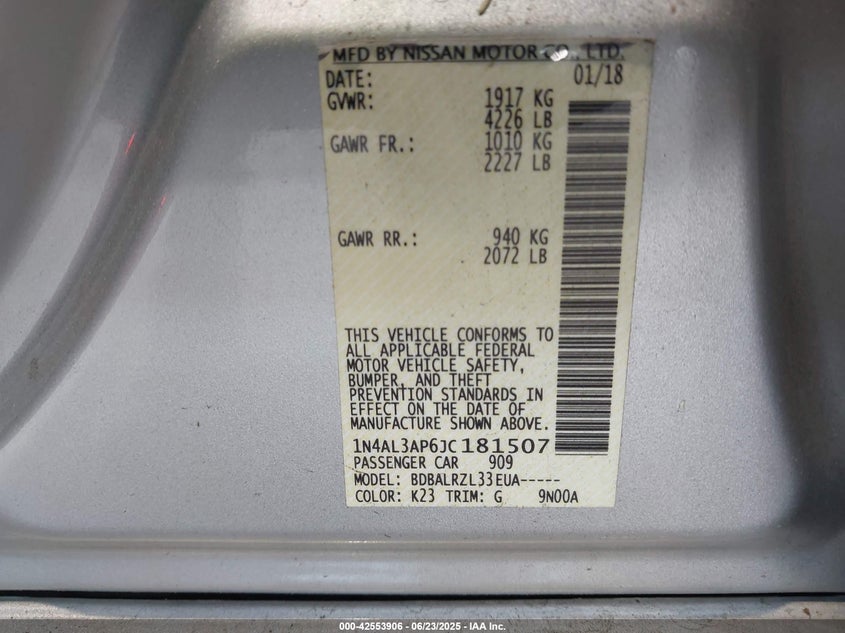 MFD BY NISSAN MOTOR CO., LTD.
DATE: 01/18
GVWR: 1917 KG
4226 LB
GAWR FR.: 1010 KG
2227 LB
GAWR RR.: 940 KG
2072 LB
THIS VEHICLE CONFORMS TO
ALL APPLICABLE FEDERAL
MOTOR VEHICLE SAFETY,
BUMPER, AND THEFT
PREVENTION STANDARDS IN
EFFECT ON THE DATE OF
MANUFACTURE SHOWN ABOVE.
1N4AL3AP6JC181507
PASSENGER CAR 909
MODEL: BDBALRZL33EUA-----
COLOR: K23 TRIM: G 9N00A
000-42553906 - 06/23/2025 - IAA Inc.